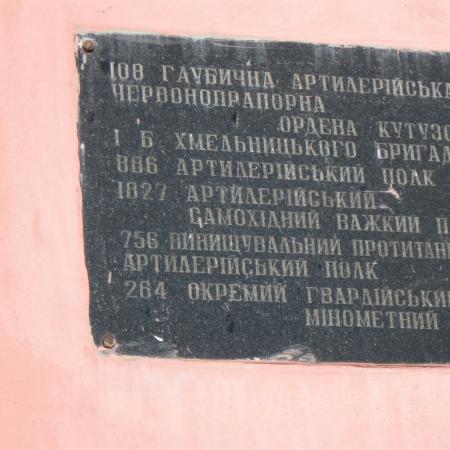 108 ГАУБИЧНА АРТИЛЕРІЙСЬКА
ЧЕРВОНОПРАПОРНА
ОРДЕНА КУТУЗО
І Б ХМЕЛЬНИЦЬКОГО БРИГАД
886 АРТИЛЕРІЙСЬКИЙ ПОЛК
1827 АРТИЛЕРІЙСЬКИЙ
САМОХІДНИЙ ВАЖКИЙ П
756 ВИНИЩУВАЛЬНИЙ ПРОТИТАН
АРТИЛЕРІЙСЬКИЙ ПОЛК
264 ОКРЕМИЙ ГВАРДІЙСЬКИЙ
МІНОМЕТНИЙ